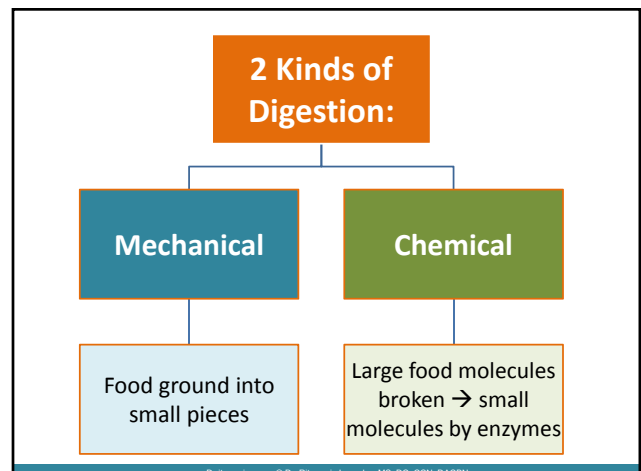 2 Kinds of
Digestion:
Mechanical
Chemical
Food ground into
small pieces
Large food molecules
broken → small
molecules by enzymes